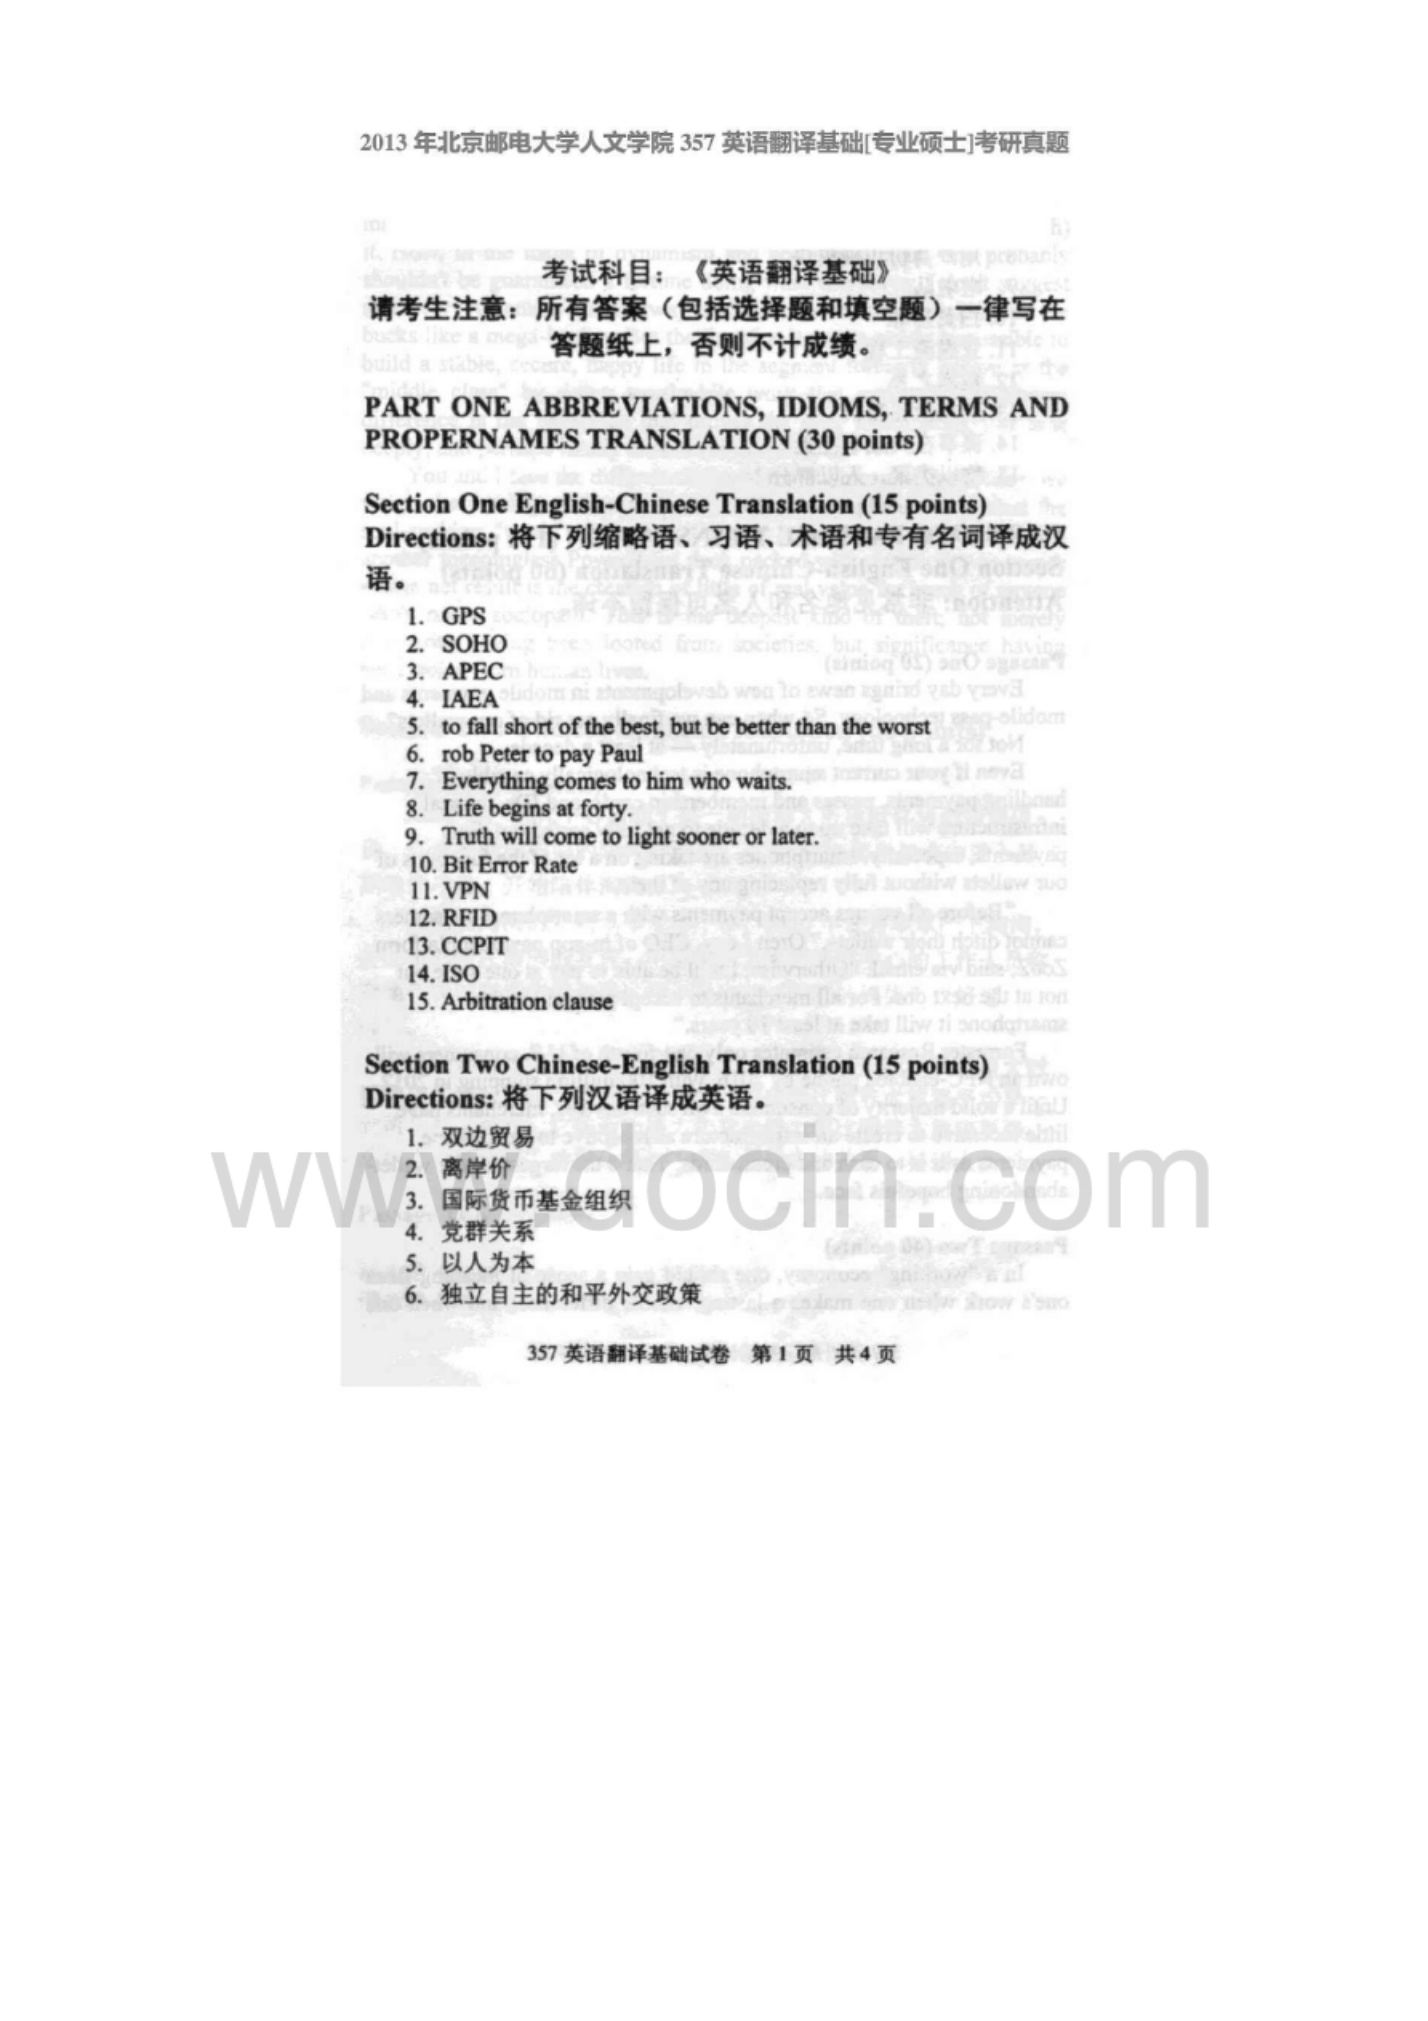 2013 年北京邮电大学人文学院 357 英语翻译基础[专业硕士]考研真题
考试科目：《英语翻译基础》
请考生注意：所有答案（包括选择题和填空题）一律写在
答题纸上，否则不计成绩。
PART ONE ABBREVIATIONS, IDIOMS, TERMS AND
PROPERNAMES TRANSLATION (30 points)
Section One English-Chinese Translation (15 points)
Directions: 将下列缩略语、习语、术语和专有名词译成汉
语。
1. GPS
2. SOHO
3. APEC
4. IAEA
5. to fall short of the best, but be better than the worst
6. rob Peter to pay Paul
7. Everything comes to him who waits.
8. Life begins at forty.
9. Truth will come to light sooner or later.
10. Bit Error Rate
11. VPN
12. RFID
13. CCPIT
14. ISO
15. Arbitration clause
Section Two Chinese-English Translation (15 points)
Directions: 将下列汉语译成英语。
1. 双边贸易
2. 离岸价
3. 国际货币基金组织
4. 党群关系
5. 以人为本
6. 独立自主的和平外交政策
www.docin.com
357 英语翻译基础试卷 第 1 页 共 4 页